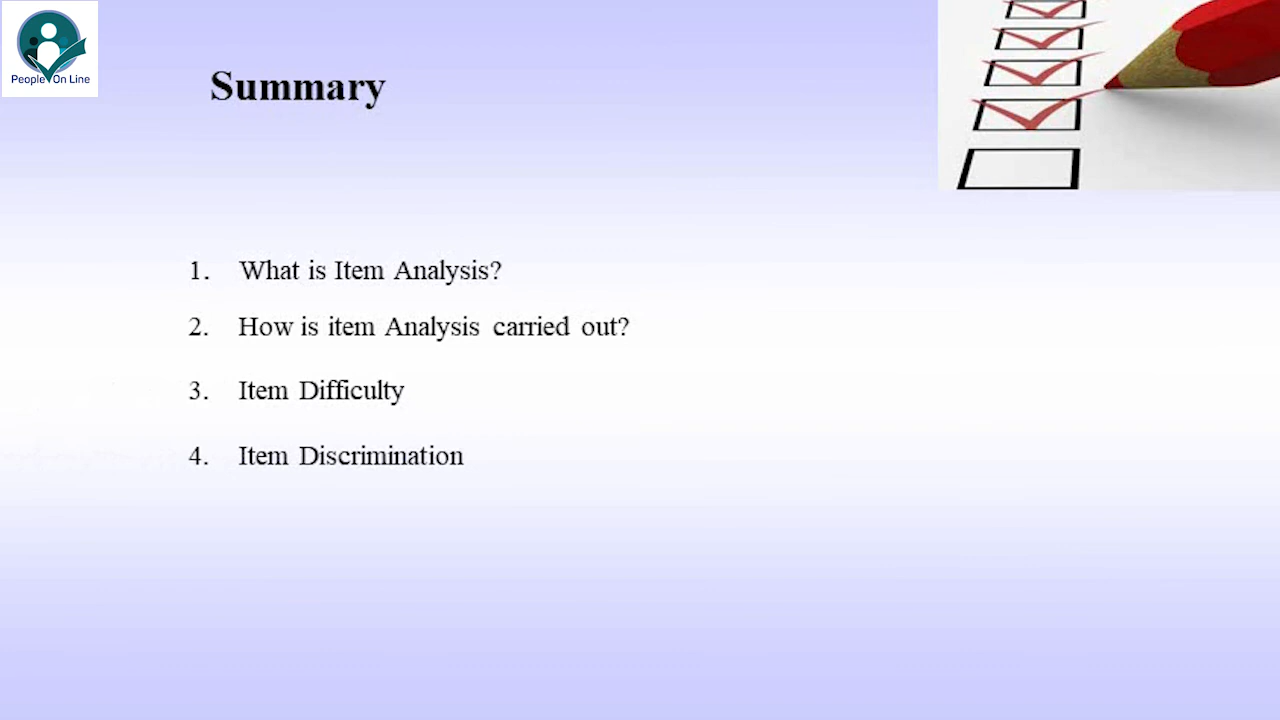 People On Line
Summary
1. What is Item Analysis?
2. How is item Analysis carried out?
3. Item Difficulty
4. Item Discrimination